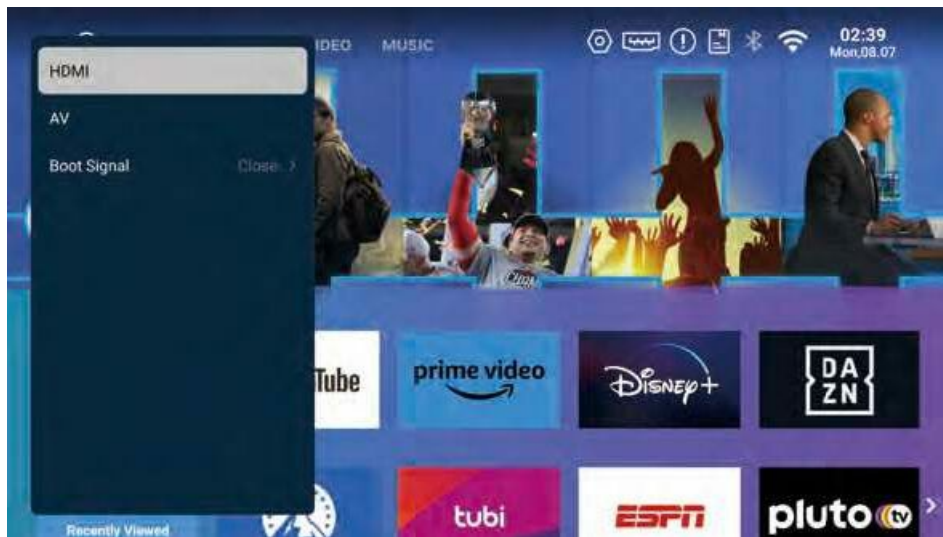 IDEO MUSIC
02:39
Mon,08.07
HDMI
AV
Boot Signal Close >
Tube
prime video
Disney+
DA
ZN
tubi
ESPN
pluto tv >
Recently Viewed